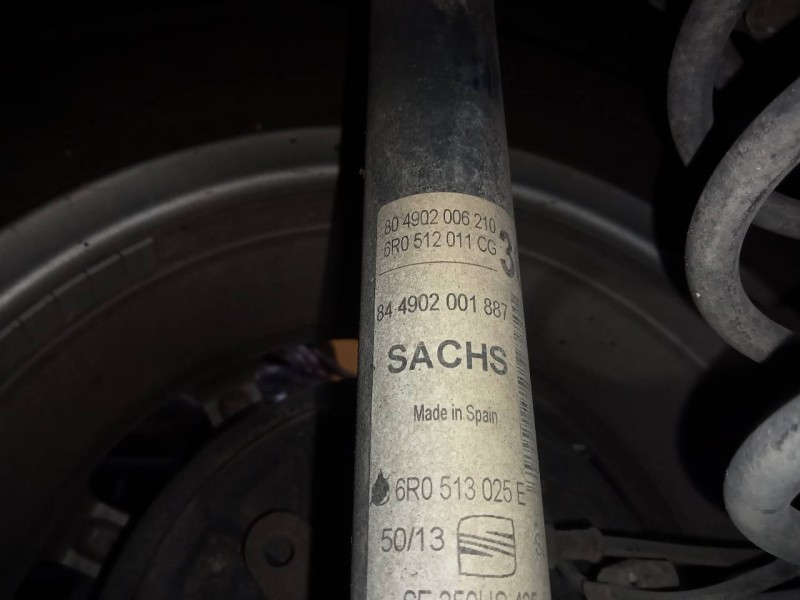 80 4902 006 210
6R0 512 011 CG
3
84 4902 001 887
SACHS
Made in Spain
6R0 513 025 E
50/13